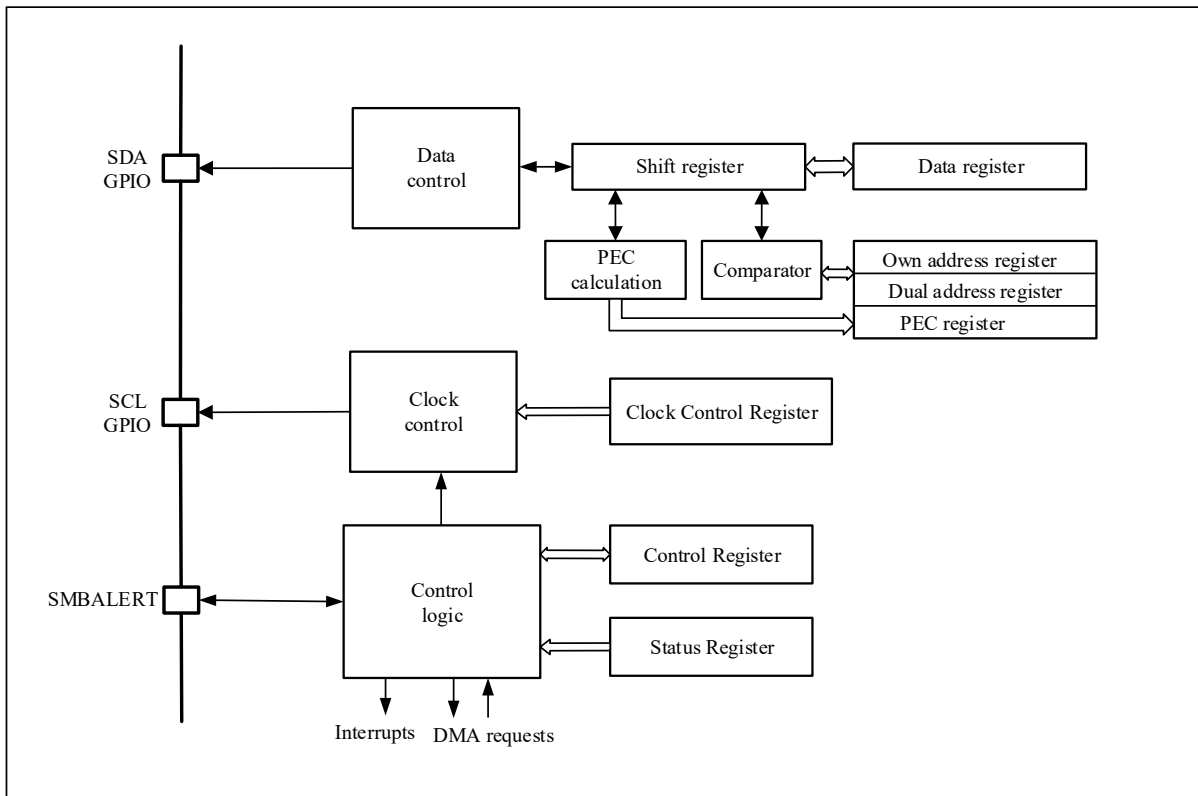 SDA
GPIO
Data
control
Shift register
Data register
PEC
calculation
Comparator
Own address register
Dual address register
PEC register
SCL
GPIO
Clock
control
Clock Control Register
Control Register
SMBALERT
Control
logic
Status Register
Interrupts
DMA requests